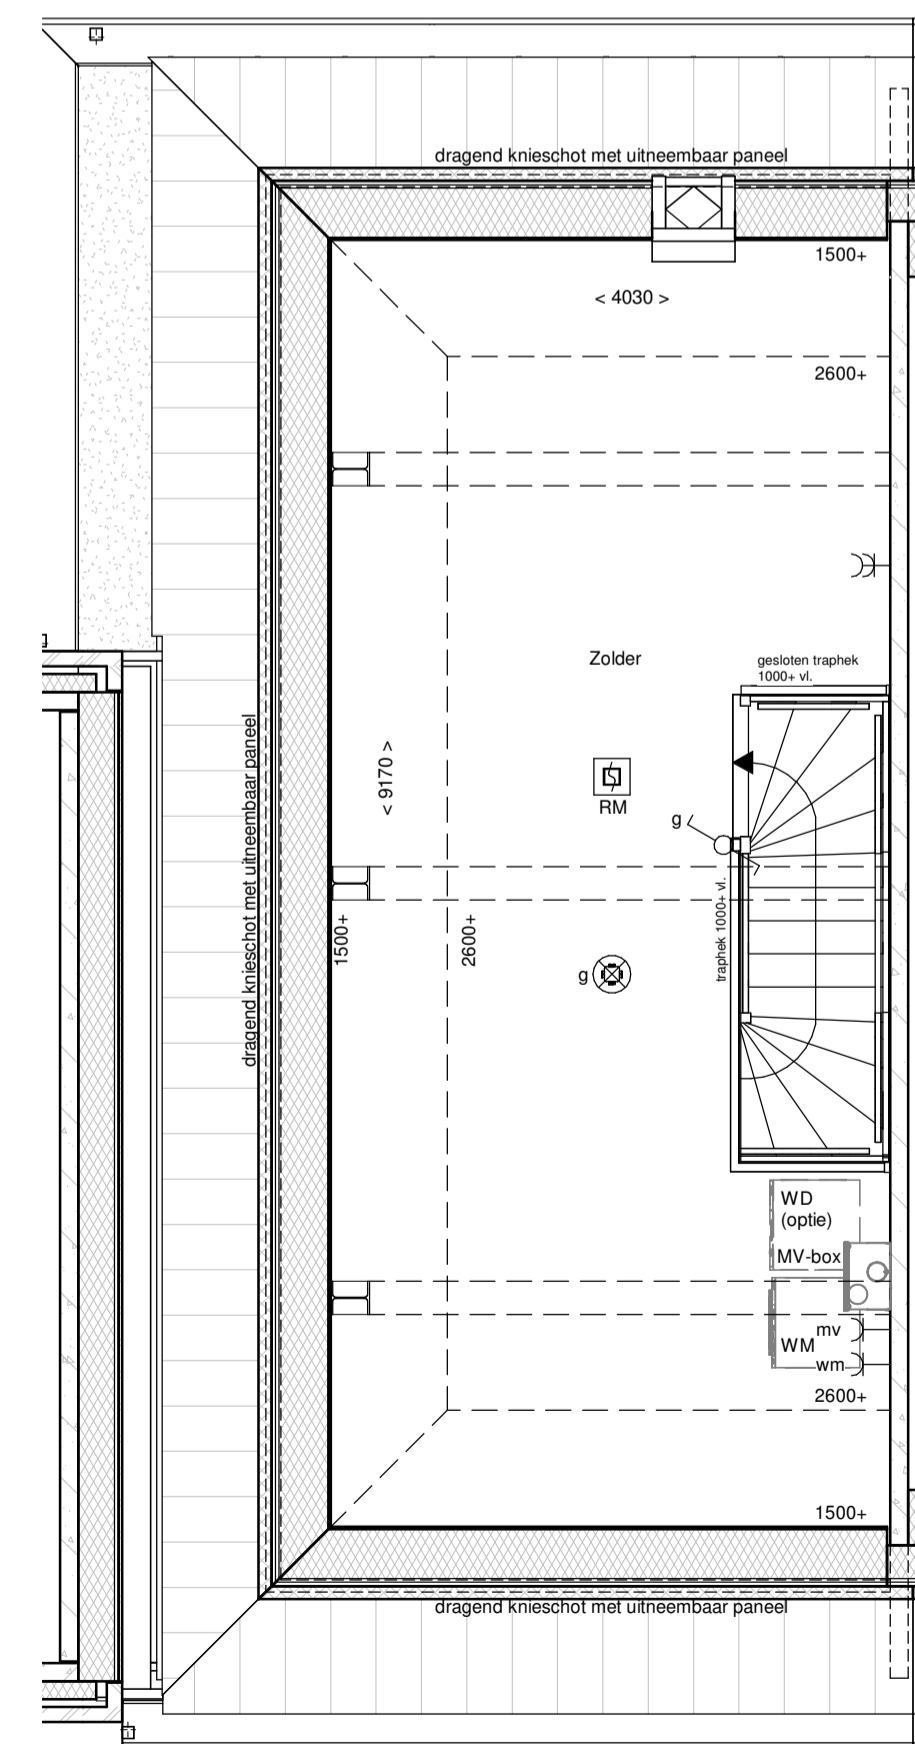 dragend knieschot met uitneembaar paneel
1500+
< 4030 >
2600+
Zolder
gesloten traphek
1000+ vl.
dragend knieschot met uitneembaar paneel
< 9170 >
RM
g
traphek 1000+ vl.
1500+
2600+
g
WD
(optie)
MV-box
mv
WM
wm
2600+
1500+
dragend knieschot met uitneembaar paneel